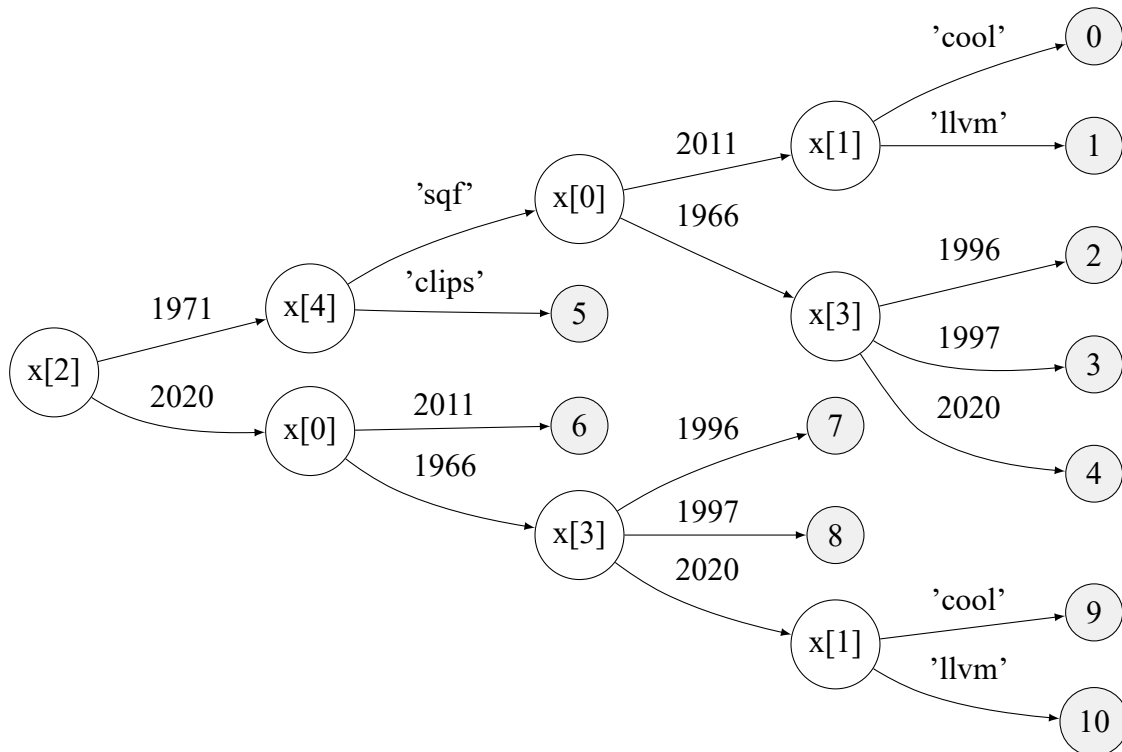 ’cool’
0
’llvm’
1
2011
x[1]
’sqf’
x[0]
1966
1996
2
’clips’
1971
x[4]
5
x[3]
1997
3
x[2]
2020
2020
x[0]
2011
6
1996
7
4
1966
1997
x[3]
8
2020
’cool’
9
x[1]
’llvm’
10